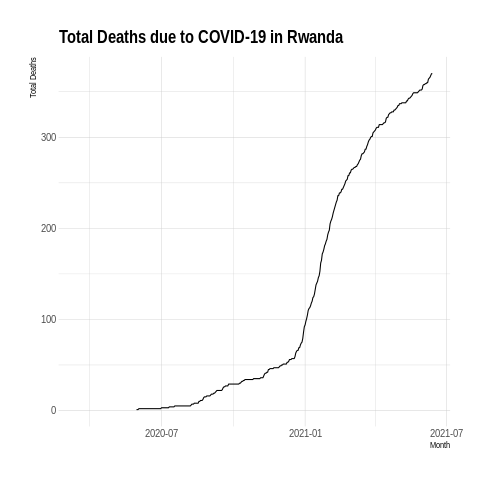 Total Deaths due to COVID-19 in Rwanda
Total Deaths
300
200
100
0
2020-07
2021-01
2021-07
Month